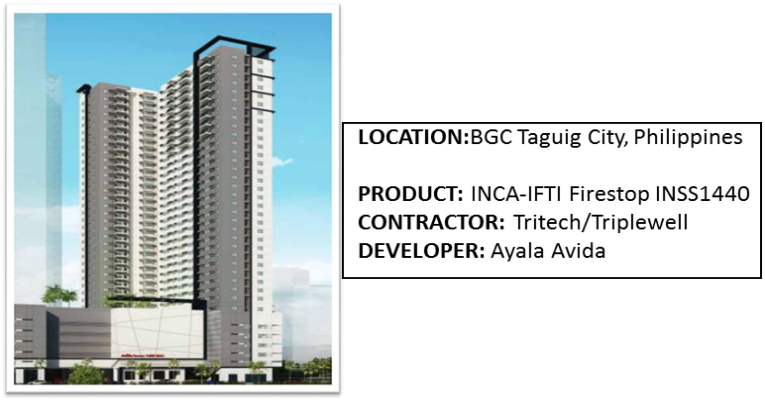 LOCATION:BGC Taguig City, Philippines
PRODUCT: INCA-IFTI Firestop INSS1440
CONTRACTOR: Tritech/Triplewell
DEVELOPER: Ayala Avida